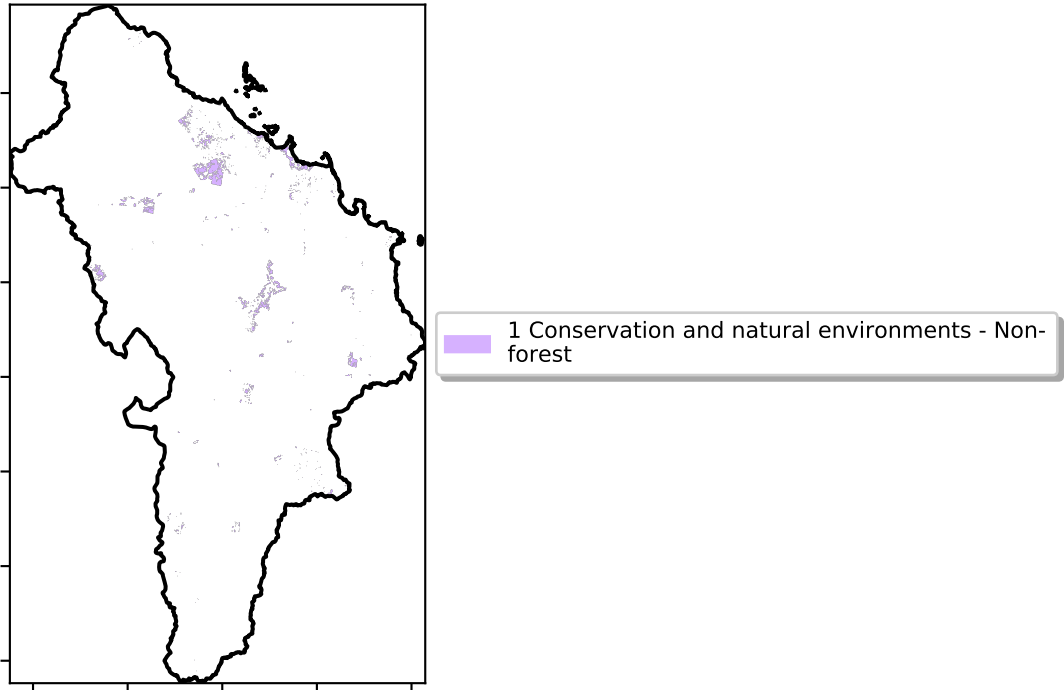 1 Conservation and natural environments - Non-
forest